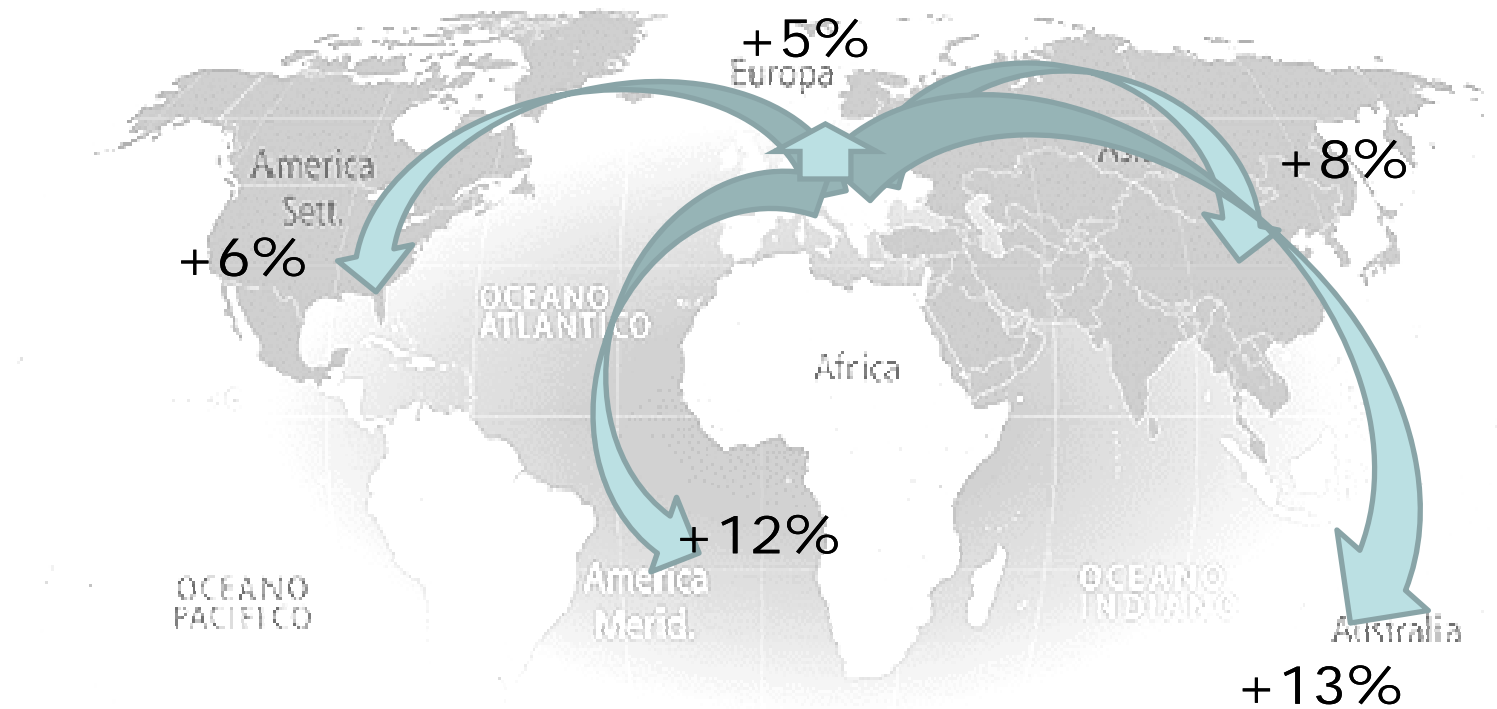 +5%
Europa
America
Sett.
+8%
+6%
OCEANO
ATLANTICO
Africa
+12%
America
Merid.
OCEANO
PACIFICO
OCEANO
INDIANO
Australia
+13%